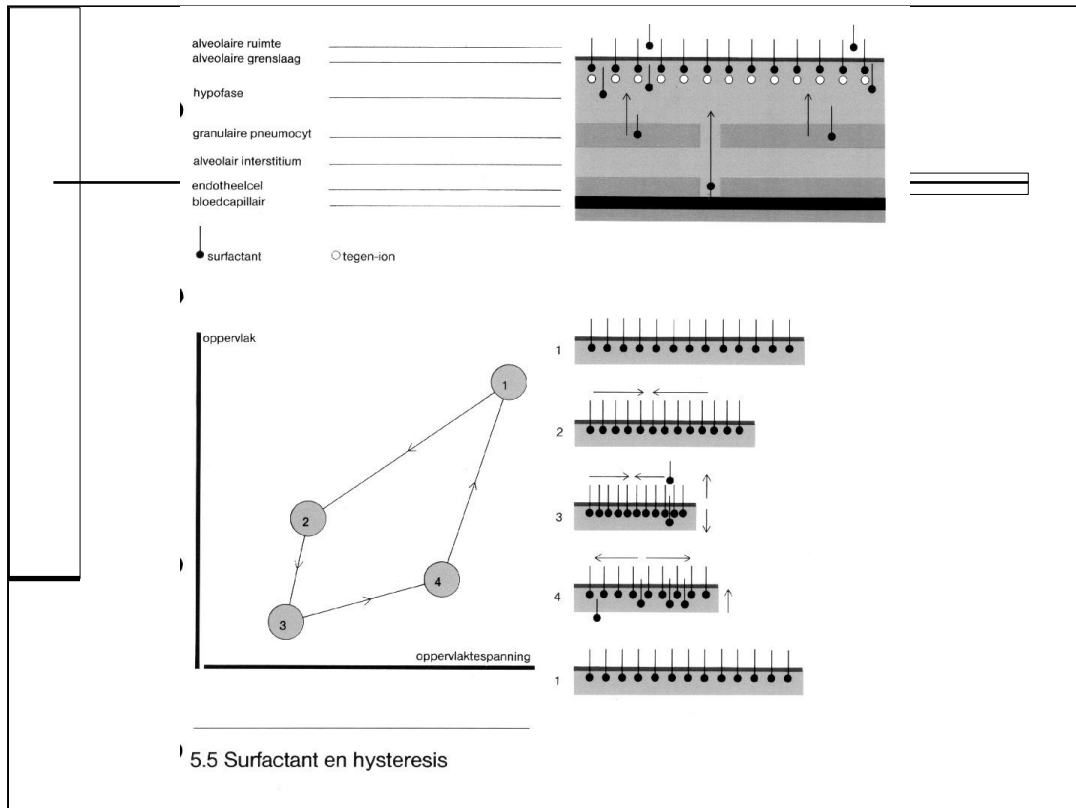 alveolaire ruimte
alveolaire grenslaag
hypofase
granulaire pneumocyt
alveolair interstitium
endotheelcel
bloedcapillair
surfactant
tegen-ion
oppervlak
1
2
3
4
oppervlaktespanning
1
2
3
4
1
5.5 Surfactant en hysteresis